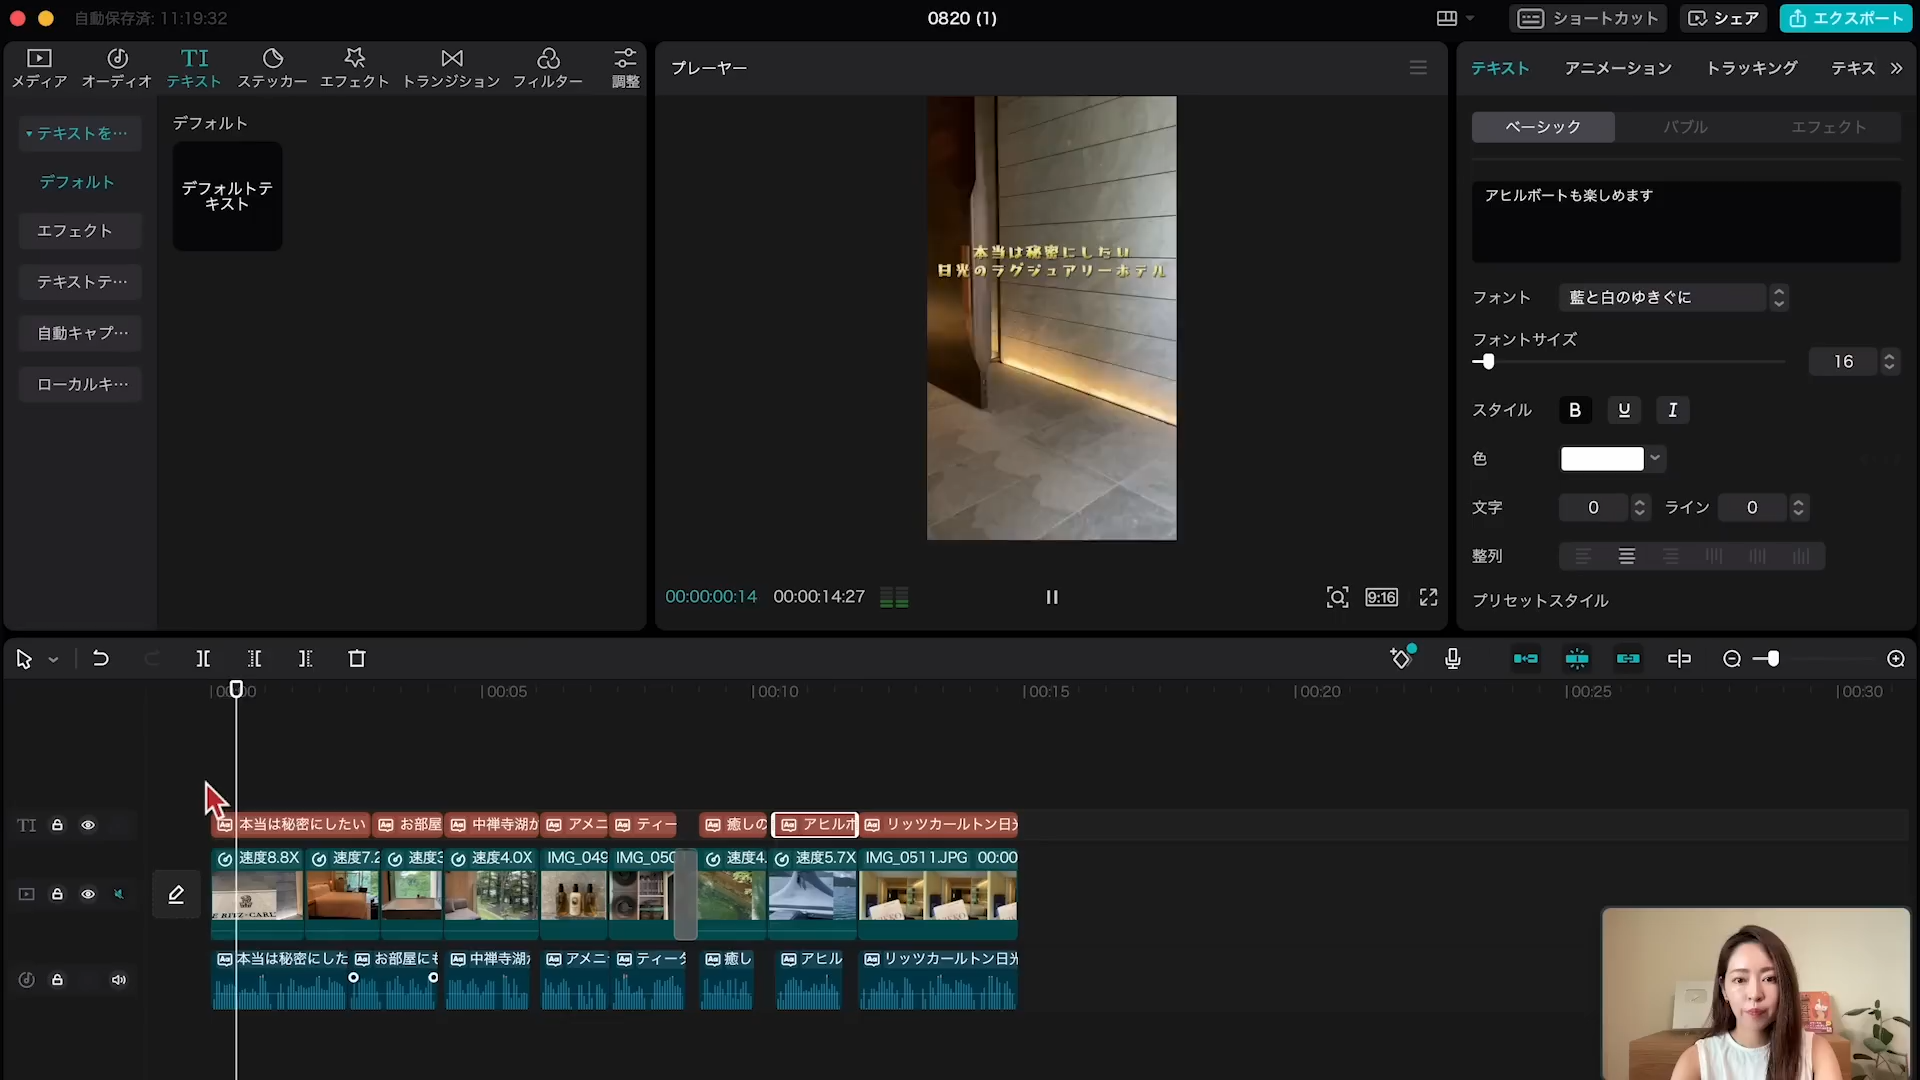 自動保存済: 11:19:32
0820 (1)
ショートカット
シェア
エクスポート
メディア
オーディオ
TI
テキスト
ステッカー
エフェクト
トランジション
フィルター
調整
テキストを…
デフォルト
エフェクト
テキストテ…
自動キャプ…
ローカルキ…
デフォルト
デフォルトテ
キスト
プレーヤー
本当は秘密にしたい
日光のラグジュアリーホテル
00:00:00:14
00:00:14:27
9:16
テキスト
アニメーション
トラッキング
テキス
ベーシック
バブル
エフェクト
アヒルボートも楽しめます
フォント
藍と白のゆきぐに
フォントサイズ
16
スタイル
B
U
I
色
文字
0
ライン
0
整列
プリセットスタイル
00:00
00:05
00:10
00:15
00:20
00:25
00:30
TI
本当は秘密にしたい
お部屋
中禅寺湖か
アメニ
ティー
癒しの
アヒルボ
リッツカールトン日光
速度8.8X
速度7.2
速度3
速度4.0X
IMG_049
IMG_050
速度4.
速度5.7X
IMG_0511.JPG
00:00
本当は秘密にした
お部屋にも
中禅寺湖
アメニ
ティータ
癒し
アヒル
リッツカールトン日光